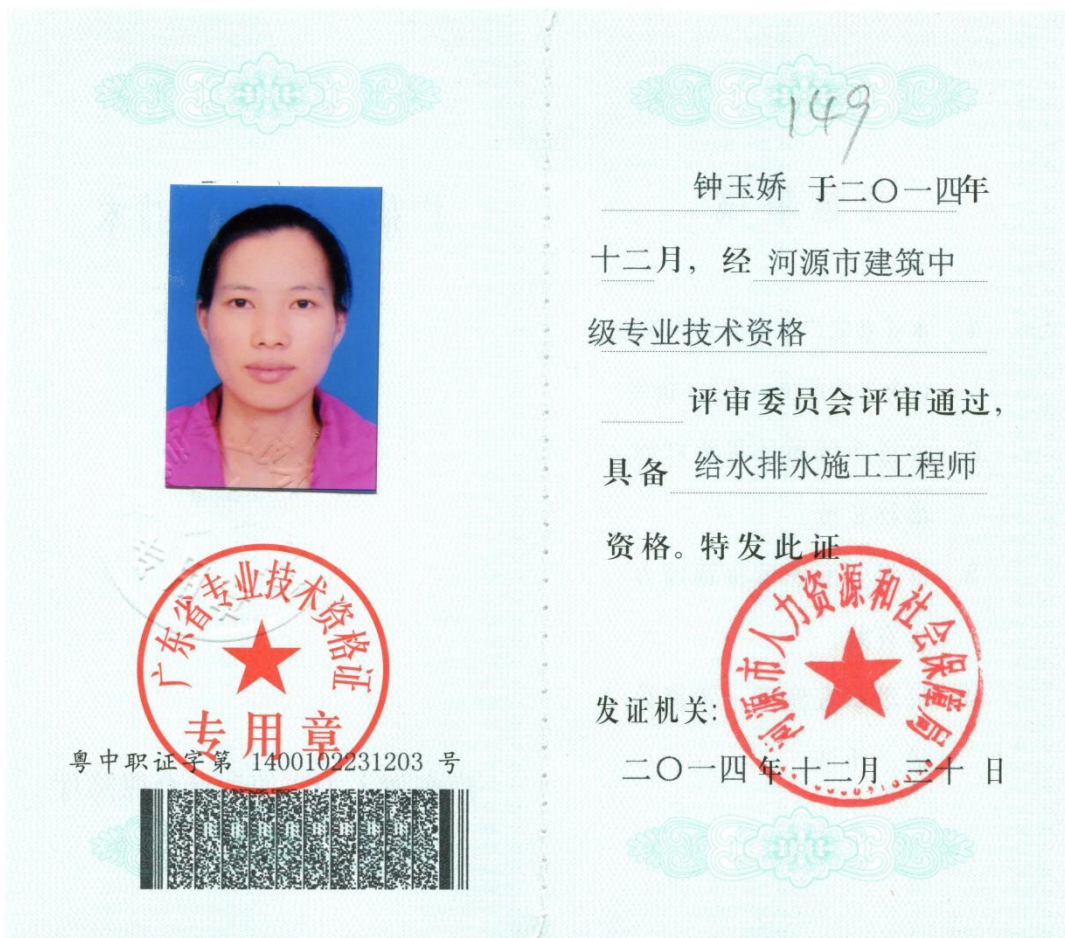 广东省专业技术资格证
专用章
粤中职证字第 1400102231203 号
149
钟玉娇 于二〇一四年
十二月，经 河源市建筑中
级专业技术资格
评审委员会评审通过，
具备 给水排水施工工程师
资格。特发此证
河源市人力资源和社会保障局
发证机关：
二〇一四年十二月 三十 日